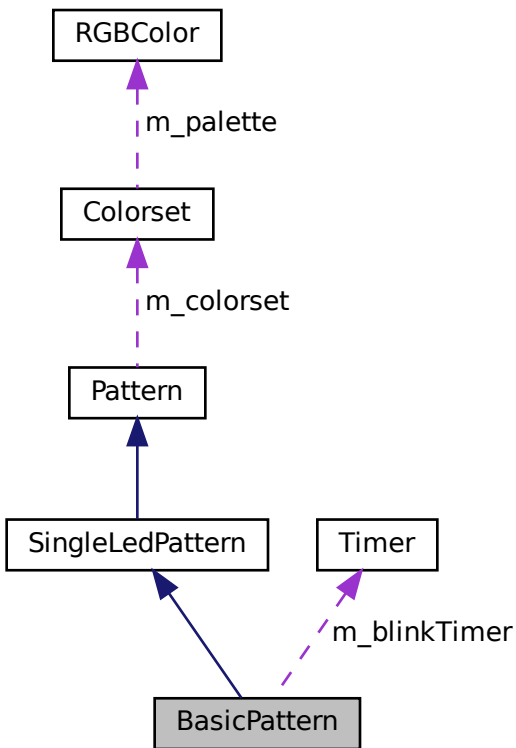 RGBColor
m_palette
Colorset
m_colorset
Pattern
SingleLedPattern
Timer
m_blinkTimer
BasicPattern